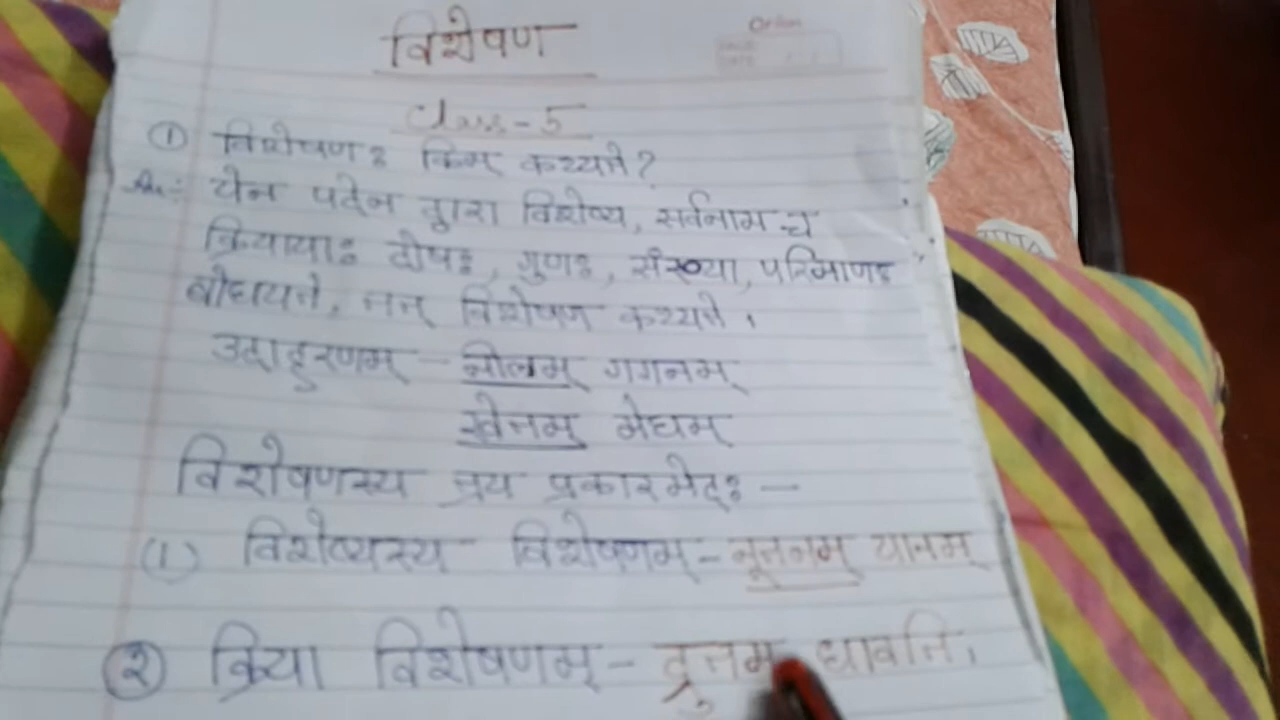 विशेषण
Class-5
① विशेषणः किम् कथ्यते?
Ans: येन पदेन द्वारा विशेष्य, सर्वनाम च
क्रियायाः दोषः, गुणः, संख्या, परिमाणः
बोधयते, तत् विशेषण कथ्यते।
उदाहरणम् - नीलम् गगनम्
श्वेतम् मेघम्
विशेषणस्य त्रय प्रकारभेदः -
(1) विशेष्यस्य विशेषणम् - नूतनम् यानम्
② क्रिया विशेषणम् - द्रुतम् धावति।